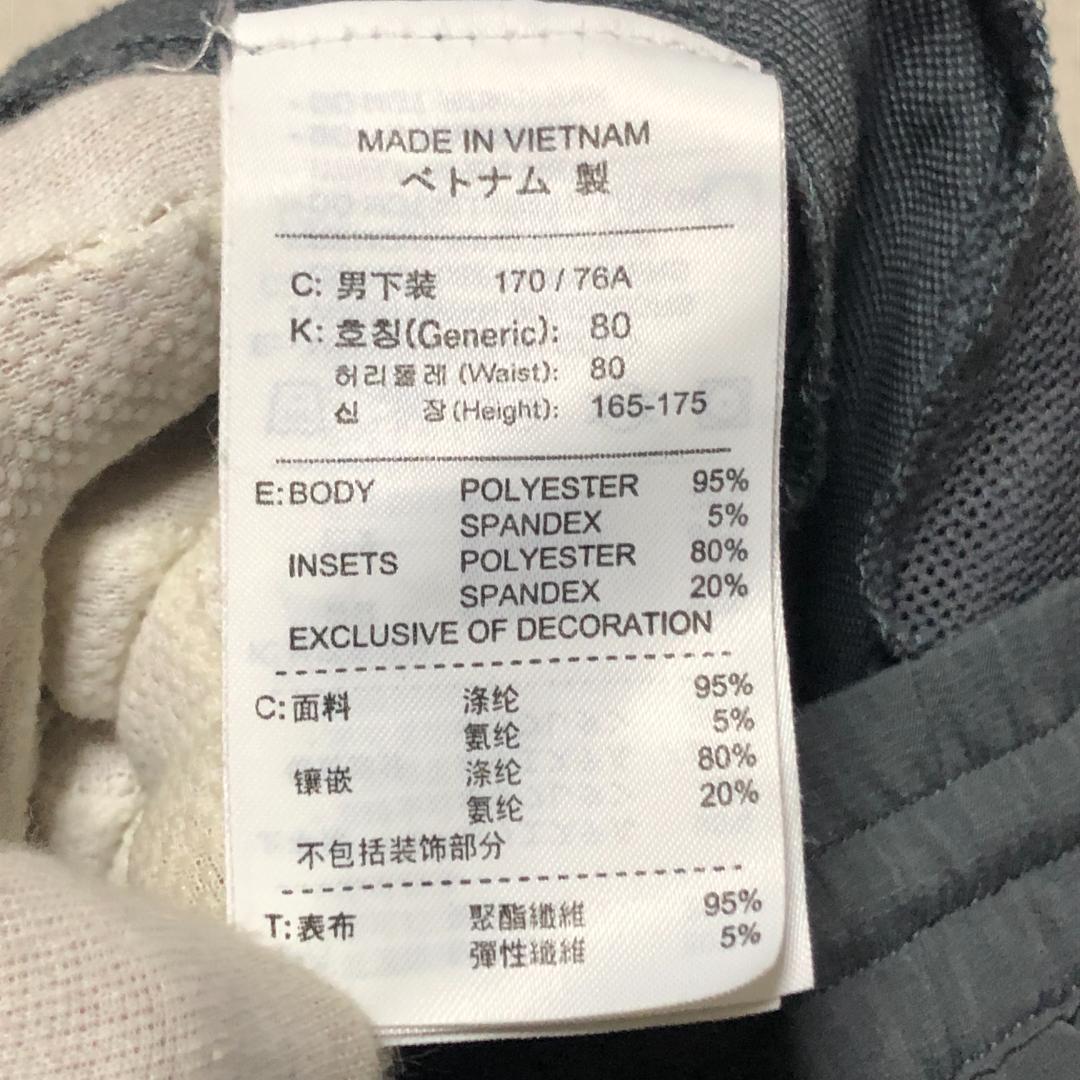 MADE IN VIETNAM
ベトナム 製
C: 男下装 170 / 76A
K: 호칭(Generic): 80
허리둘레 (Waist): 80
신 장(Height): 165-175
E: BODY POLYESTER 95%
SPANDEX 5%
INSETS POLYESTER 80%
SPANDEX 20%
EXCLUSIVE OF DECORATION
C: 面料 涤纶 95%
氨纶 5%
镶嵌 涤纶 80%
氨纶 20%
不包括装饰部分
T: 表布 聚酯纖維 95%
彈性纖維 5%